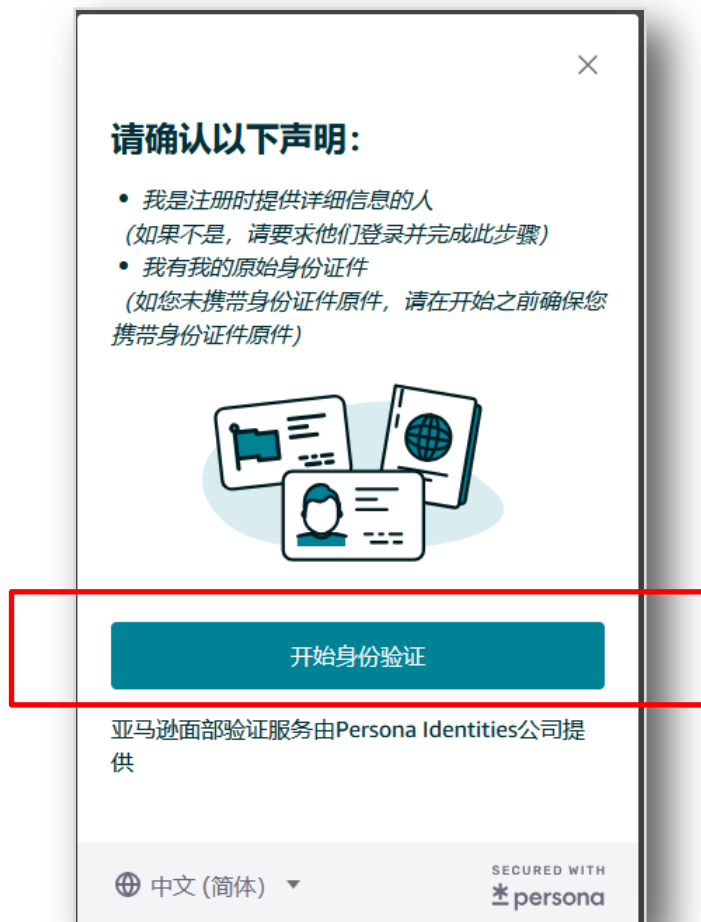 请确认以下声明：
• 我是注册时提供详细信息的人
（如果不是，请要求他们登录并完成此步骤）
• 我有我的原始身份证件
（如您未携带身份证件原件，请在开始之前确保您
携带身份证件原件）
开始身份验证
亚马逊面部验证服务由Persona Identities公司提
供
中文 (简体)
SECURED WITH
persona